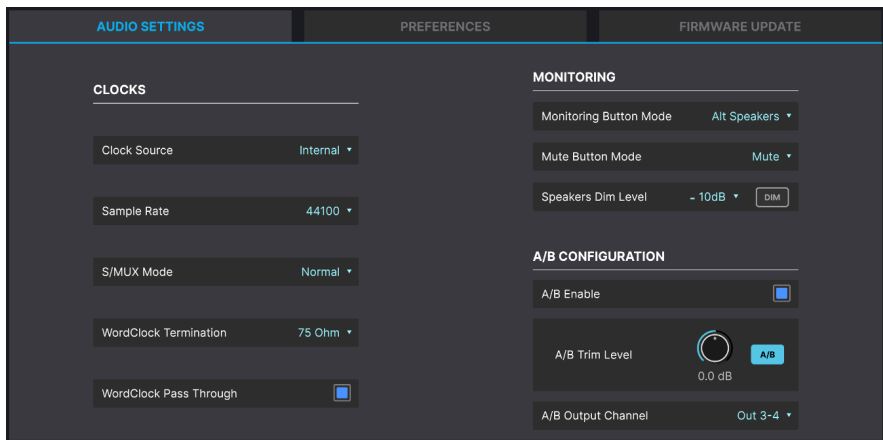 AUDIO SETTINGS
PREFERENCES
FIRMWARE UPDATE
CLOCKS
Clock Source Internal
Sample Rate 44100
S/MUX Mode Normal
WordClock Termination 75 Ohm
WordClock Pass Through
MONITORING
Monitoring Button Mode Alt Speakers
Mute Button Mode Mute
Speakers Dim Level - 10dB DIM
A/B CONFIGURATION
A/B Enable
A/B Trim Level A/B
0.0 dB
A/B Output Channel Out 3-4